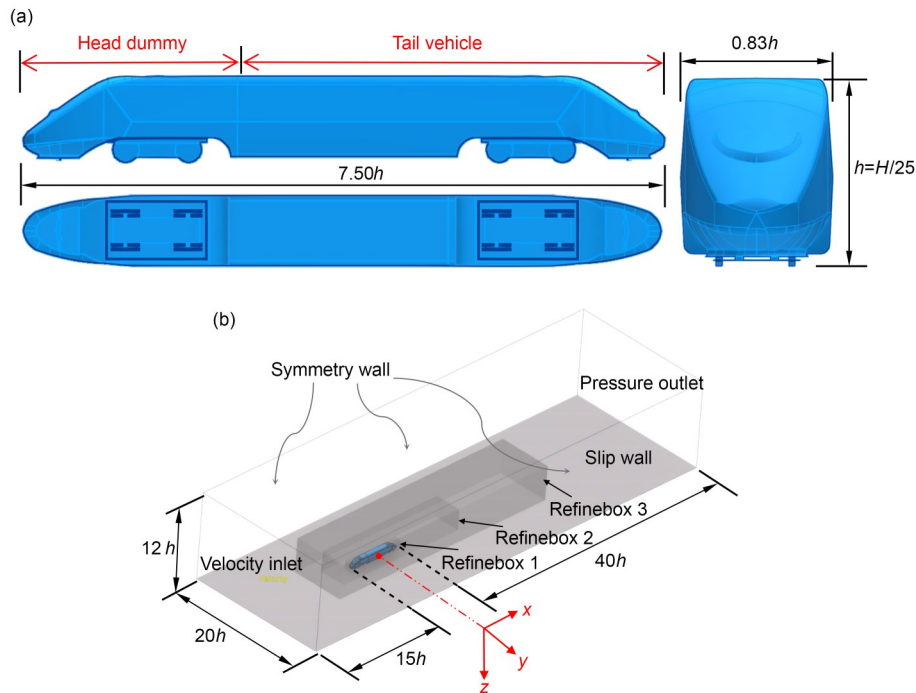 (a)
Head dummy
Tail vehicle
0.83h
7.50h
h=H/25
(b)
Symmetry wall
Pressure outlet
Slip wall
Refinebox 3
Refinebox 2
Refinebox 1
12h
Velocity inlet
40h
20h
15h
x
y
z